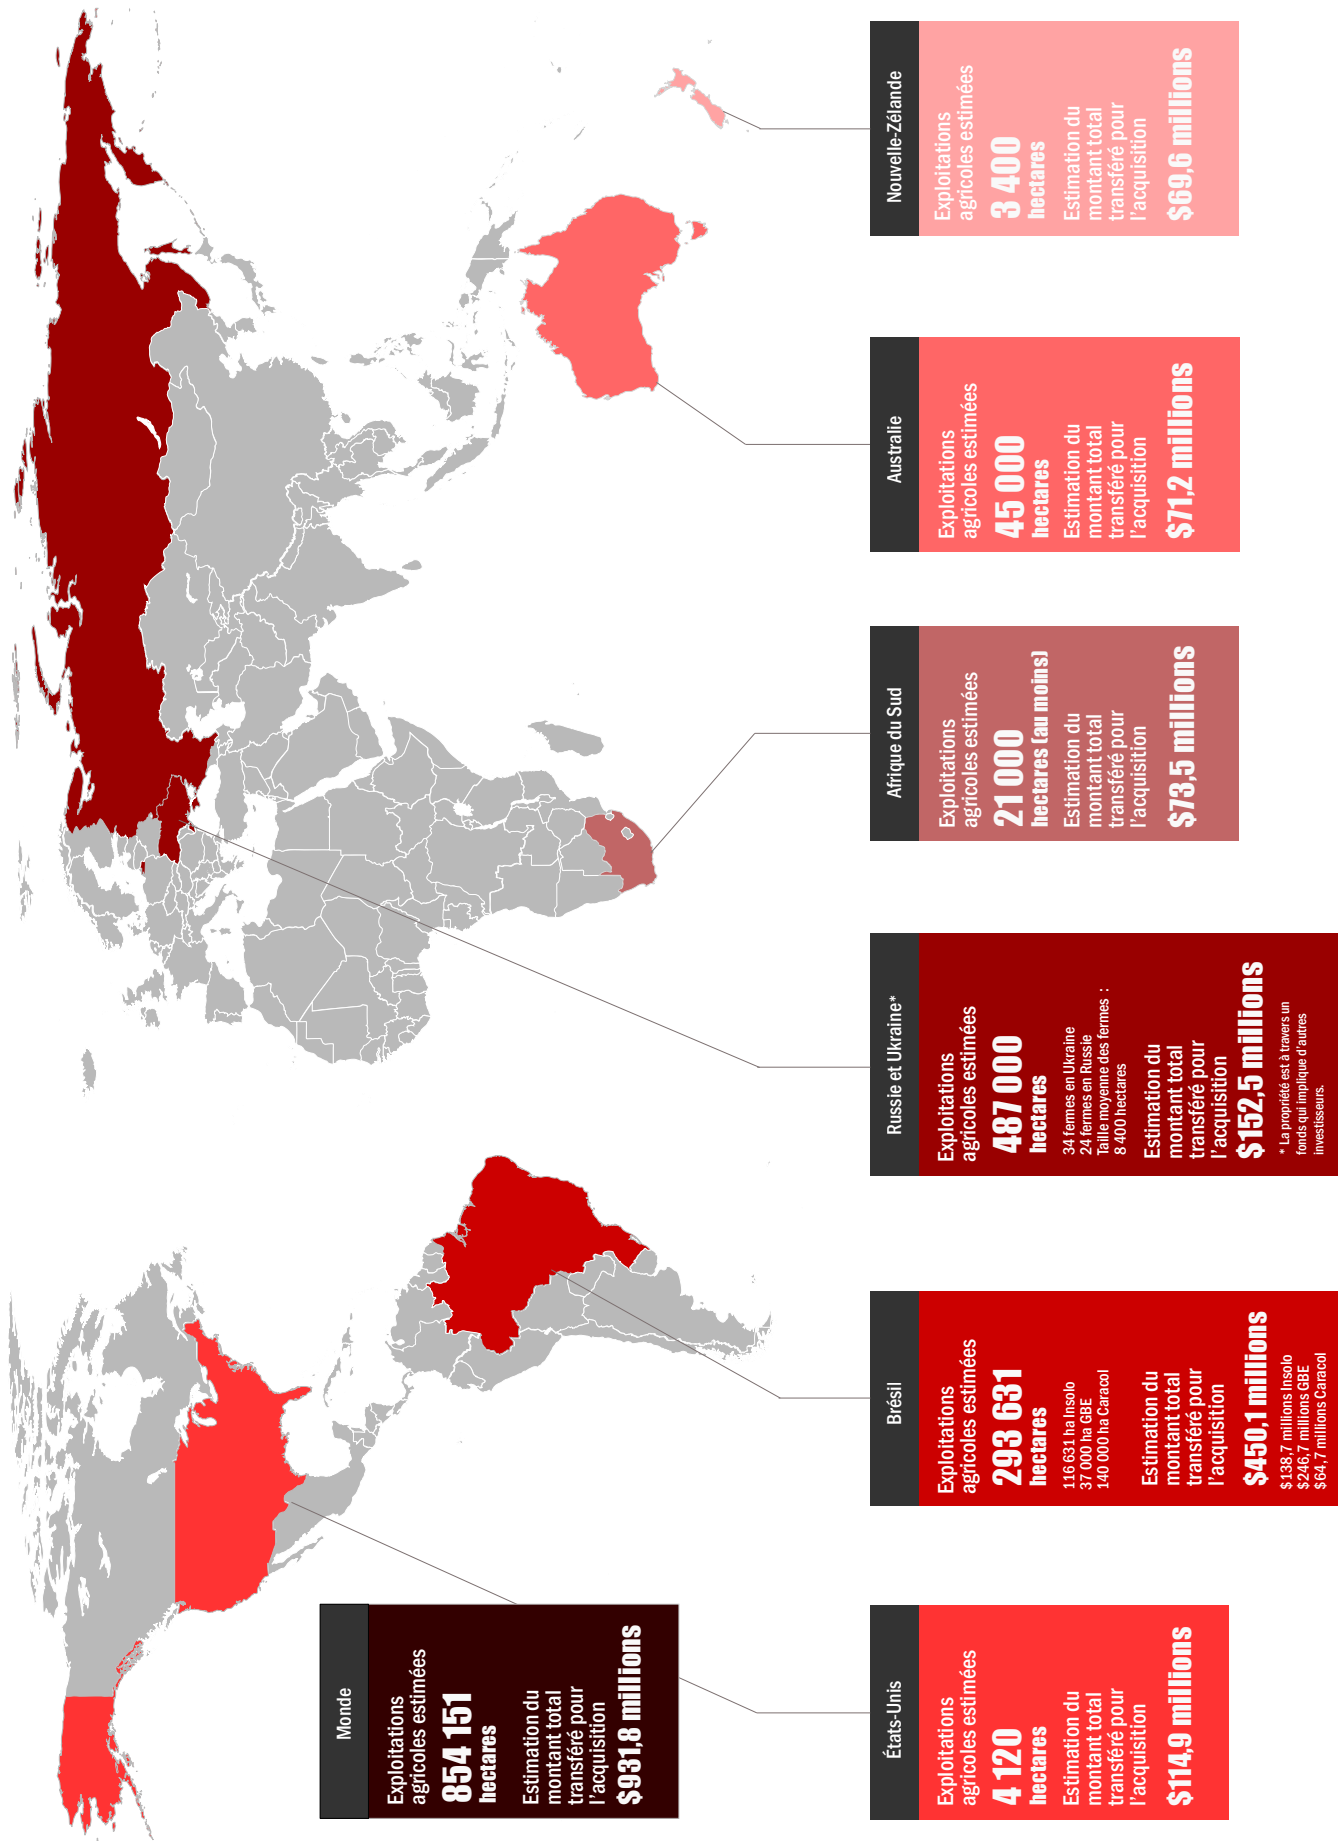 Monde
Exploitations
agricoles estimées
854 151
hectares
Estimation du
montant total
transféré pour
l'acquisition
$931,8 millions
États-Unis
Exploitations
agricoles estimées
4 120
hectares
Estimation du
montant total
transféré pour
l'acquisition
$114,9 millions
Brésil
Exploitations
agricoles estimées
293 631
hectares
116 631 ha Insolo
37 000 ha GBE
140 000 ha Caracol
Estimation du
montant total
transféré pour
l'acquisition
$450,1 millions
$138,7 millions Insolo
$246,7 millions GBE
$64,7 millions Caracol
Russie et Ukraine*
Exploitations
agricoles estimées
487 000
hectares
34 fermes en Ukraine
24 fermes en Russie
Taille moyenne des fermes :
8 400 hectares
Estimation du
montant total
transféré pour
l'acquisition
$152,5 millions
* La propriété est à travers un
fonds qui implique d'autres
investisseurs.
Afrique du Sud
Exploitations
agricoles estimées
21 000
hectares (au moins)
Estimation du
montant total
transféré pour
l'acquisition
$73,5 millions
Australie
Exploitations
agricoles estimées
45 000
hectares
Estimation du
montant total
transféré pour
l'acquisition
$71,2 millions
Nouvelle-Zélande
Exploitations
agricoles estimées
3 400
hectares
Estimation du
montant total
transféré pour
l'acquisition
$69,6 millions